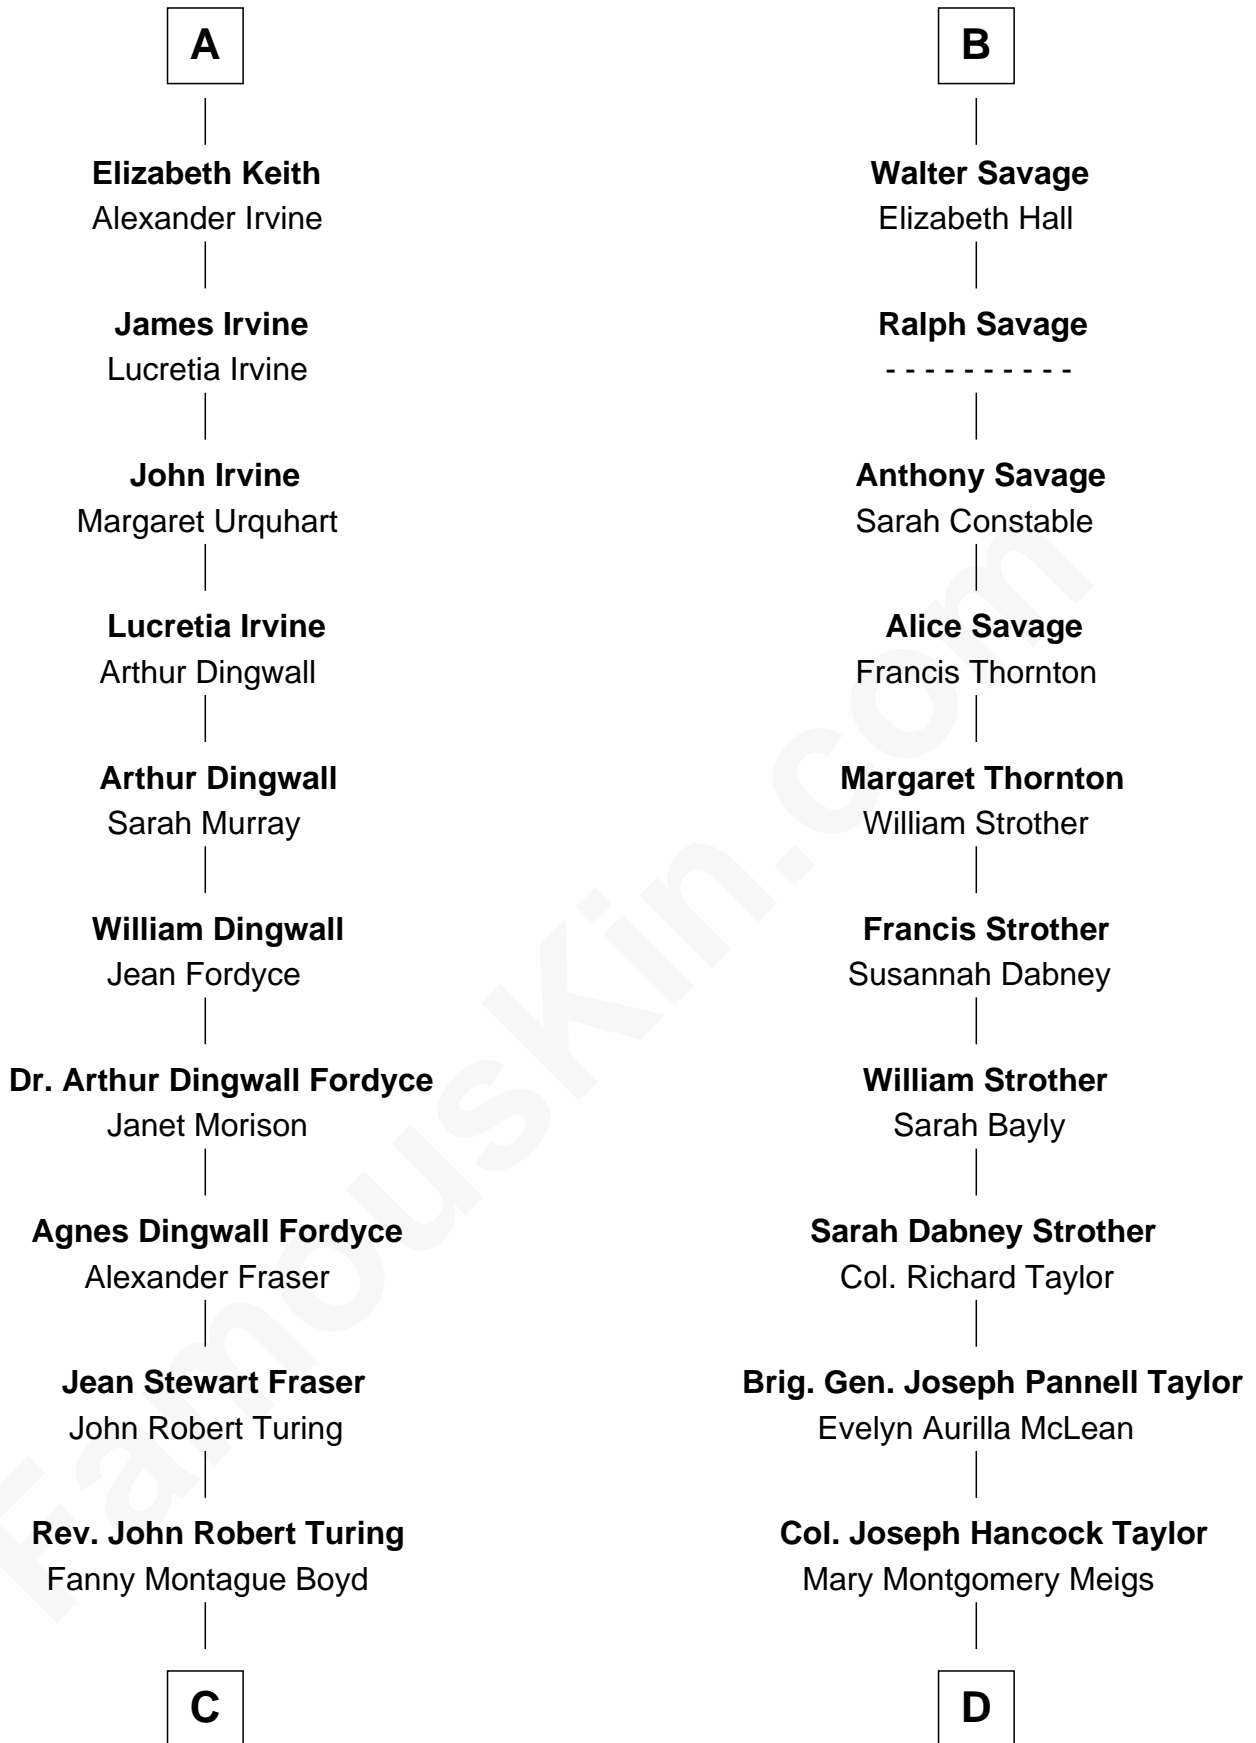 A
Elizabeth Keith
Alexander Irvine
James Irvine
Lucretia Irvine
John Irvine
Margaret Urquhart
Lucretia Irvine
Arthur Dingwall
Arthur Dingwall
Sarah Murray
William Dingwall
Jean Fordyce
Dr. Arthur Dingwall Fordyce
Janet Morison
Agnes Dingwall Fordyce
Alexander Fraser
Jean Stewart Fraser
John Robert Turing
Rev. John Robert Turing
Fanny Montague Boyd
C
B
Walter Savage
Elizabeth Hall
Ralph Savage
- - - - - - - - - -
Anthony Savage
Sarah Constable
Alice Savage
Francis Thornton
Margaret Thornton
William Strother
Francis Strother
Susannah Dabney
William Strother
Sarah Bayly
Sarah Dabney Strother
Col. Richard Taylor
Brig. Gen. Joseph Pannell Taylor
Evelyn Aurilla McLean
Col. Joseph Hancock Taylor
Mary Montgomery Meigs
D
FamousKin.com